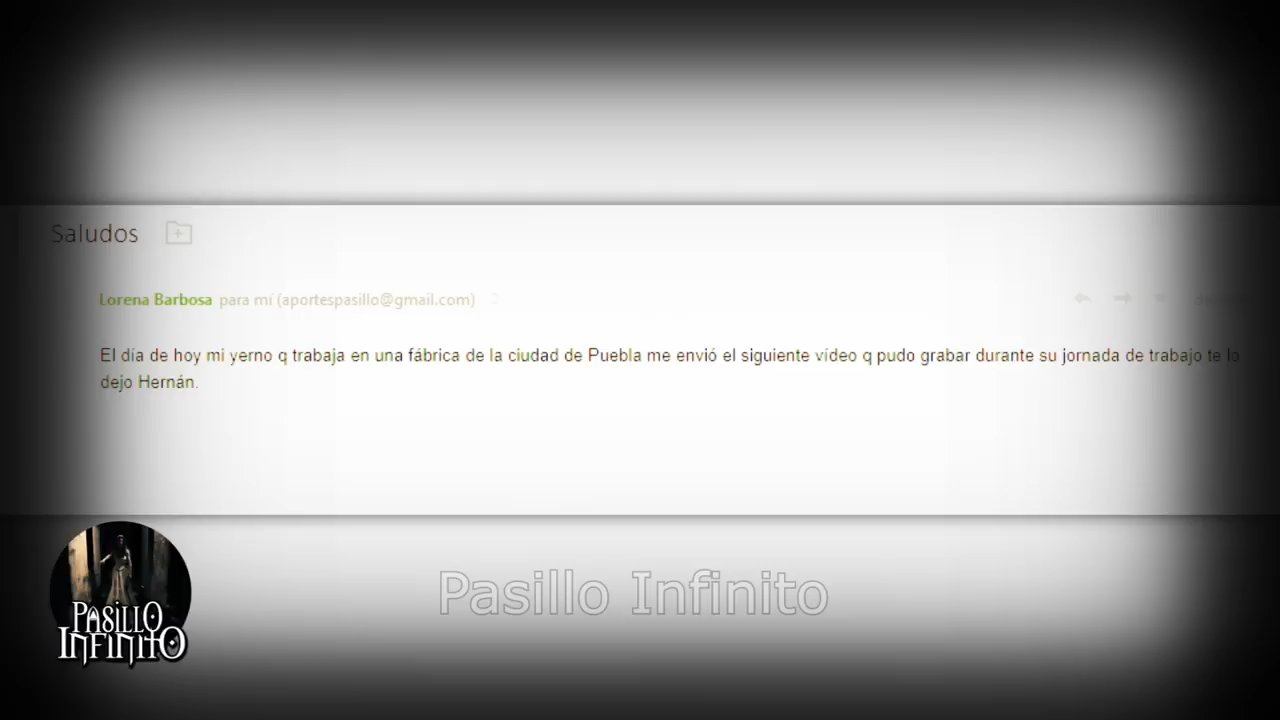 Saludos
Lorena Barbosa para mí (aportespasillo@gmail.com)
El día de hoy mi yerno q trabaja en una fábrica de la ciudad de Puebla me envió el siguiente vídeo q pudo grabar durante su jornada de trabajo te lo
dejo Hernán.
Pasillo Infinito
PASILLO
INFINITO